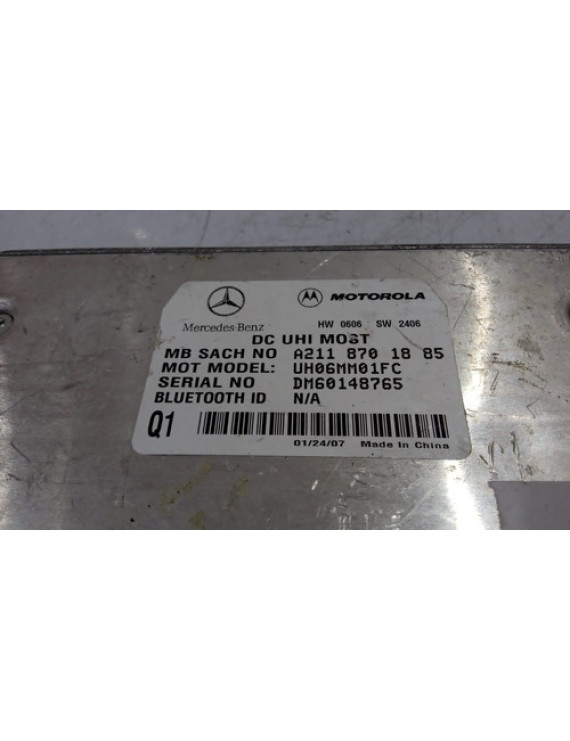 Mercedes-Benz
MOTOROLA
HW 0606 SW 2406
DC UHI MOST
MB SACH NO A211 870 18 85
MOT MODEL: UH06MM01FC
SERIAL NO DM60148765
BLUETOOTH ID N/A
Q1
01/24/07 Made In China